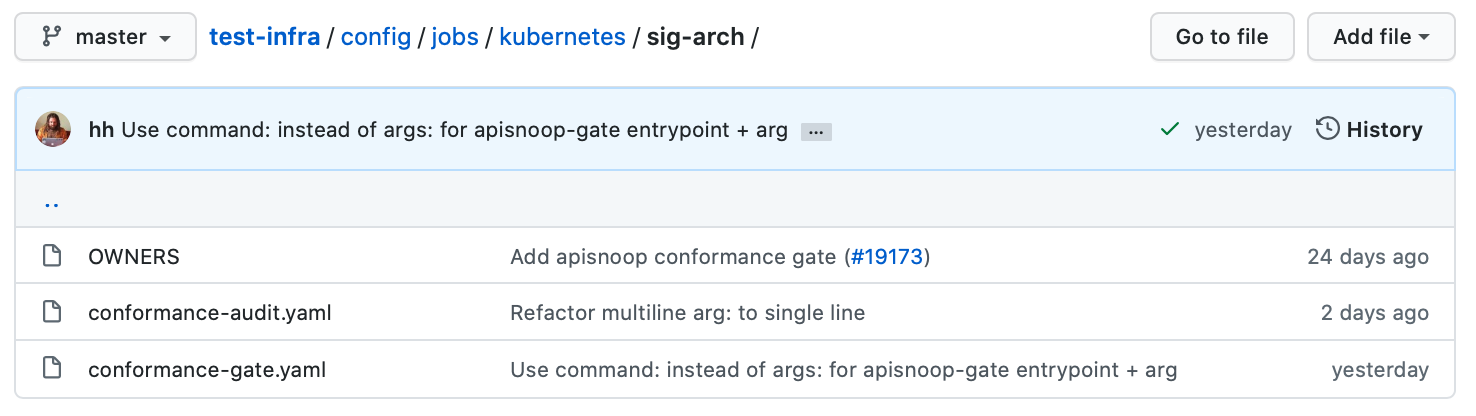 master test-infra / config / jobs / kubernetes / sig-arch / Go to file Add file
hh Use command: instead of args: for apisnoop-gate entrypoint + arg ... yesterday History
..
OWNERS Add apisnoop conformance gate (#19173) 24 days ago
conformance-audit.yaml Refactor multiline arg: to single line 2 days ago
conformance-gate.yaml Use command: instead of args: for apisnoop-gate entrypoint + arg yesterday